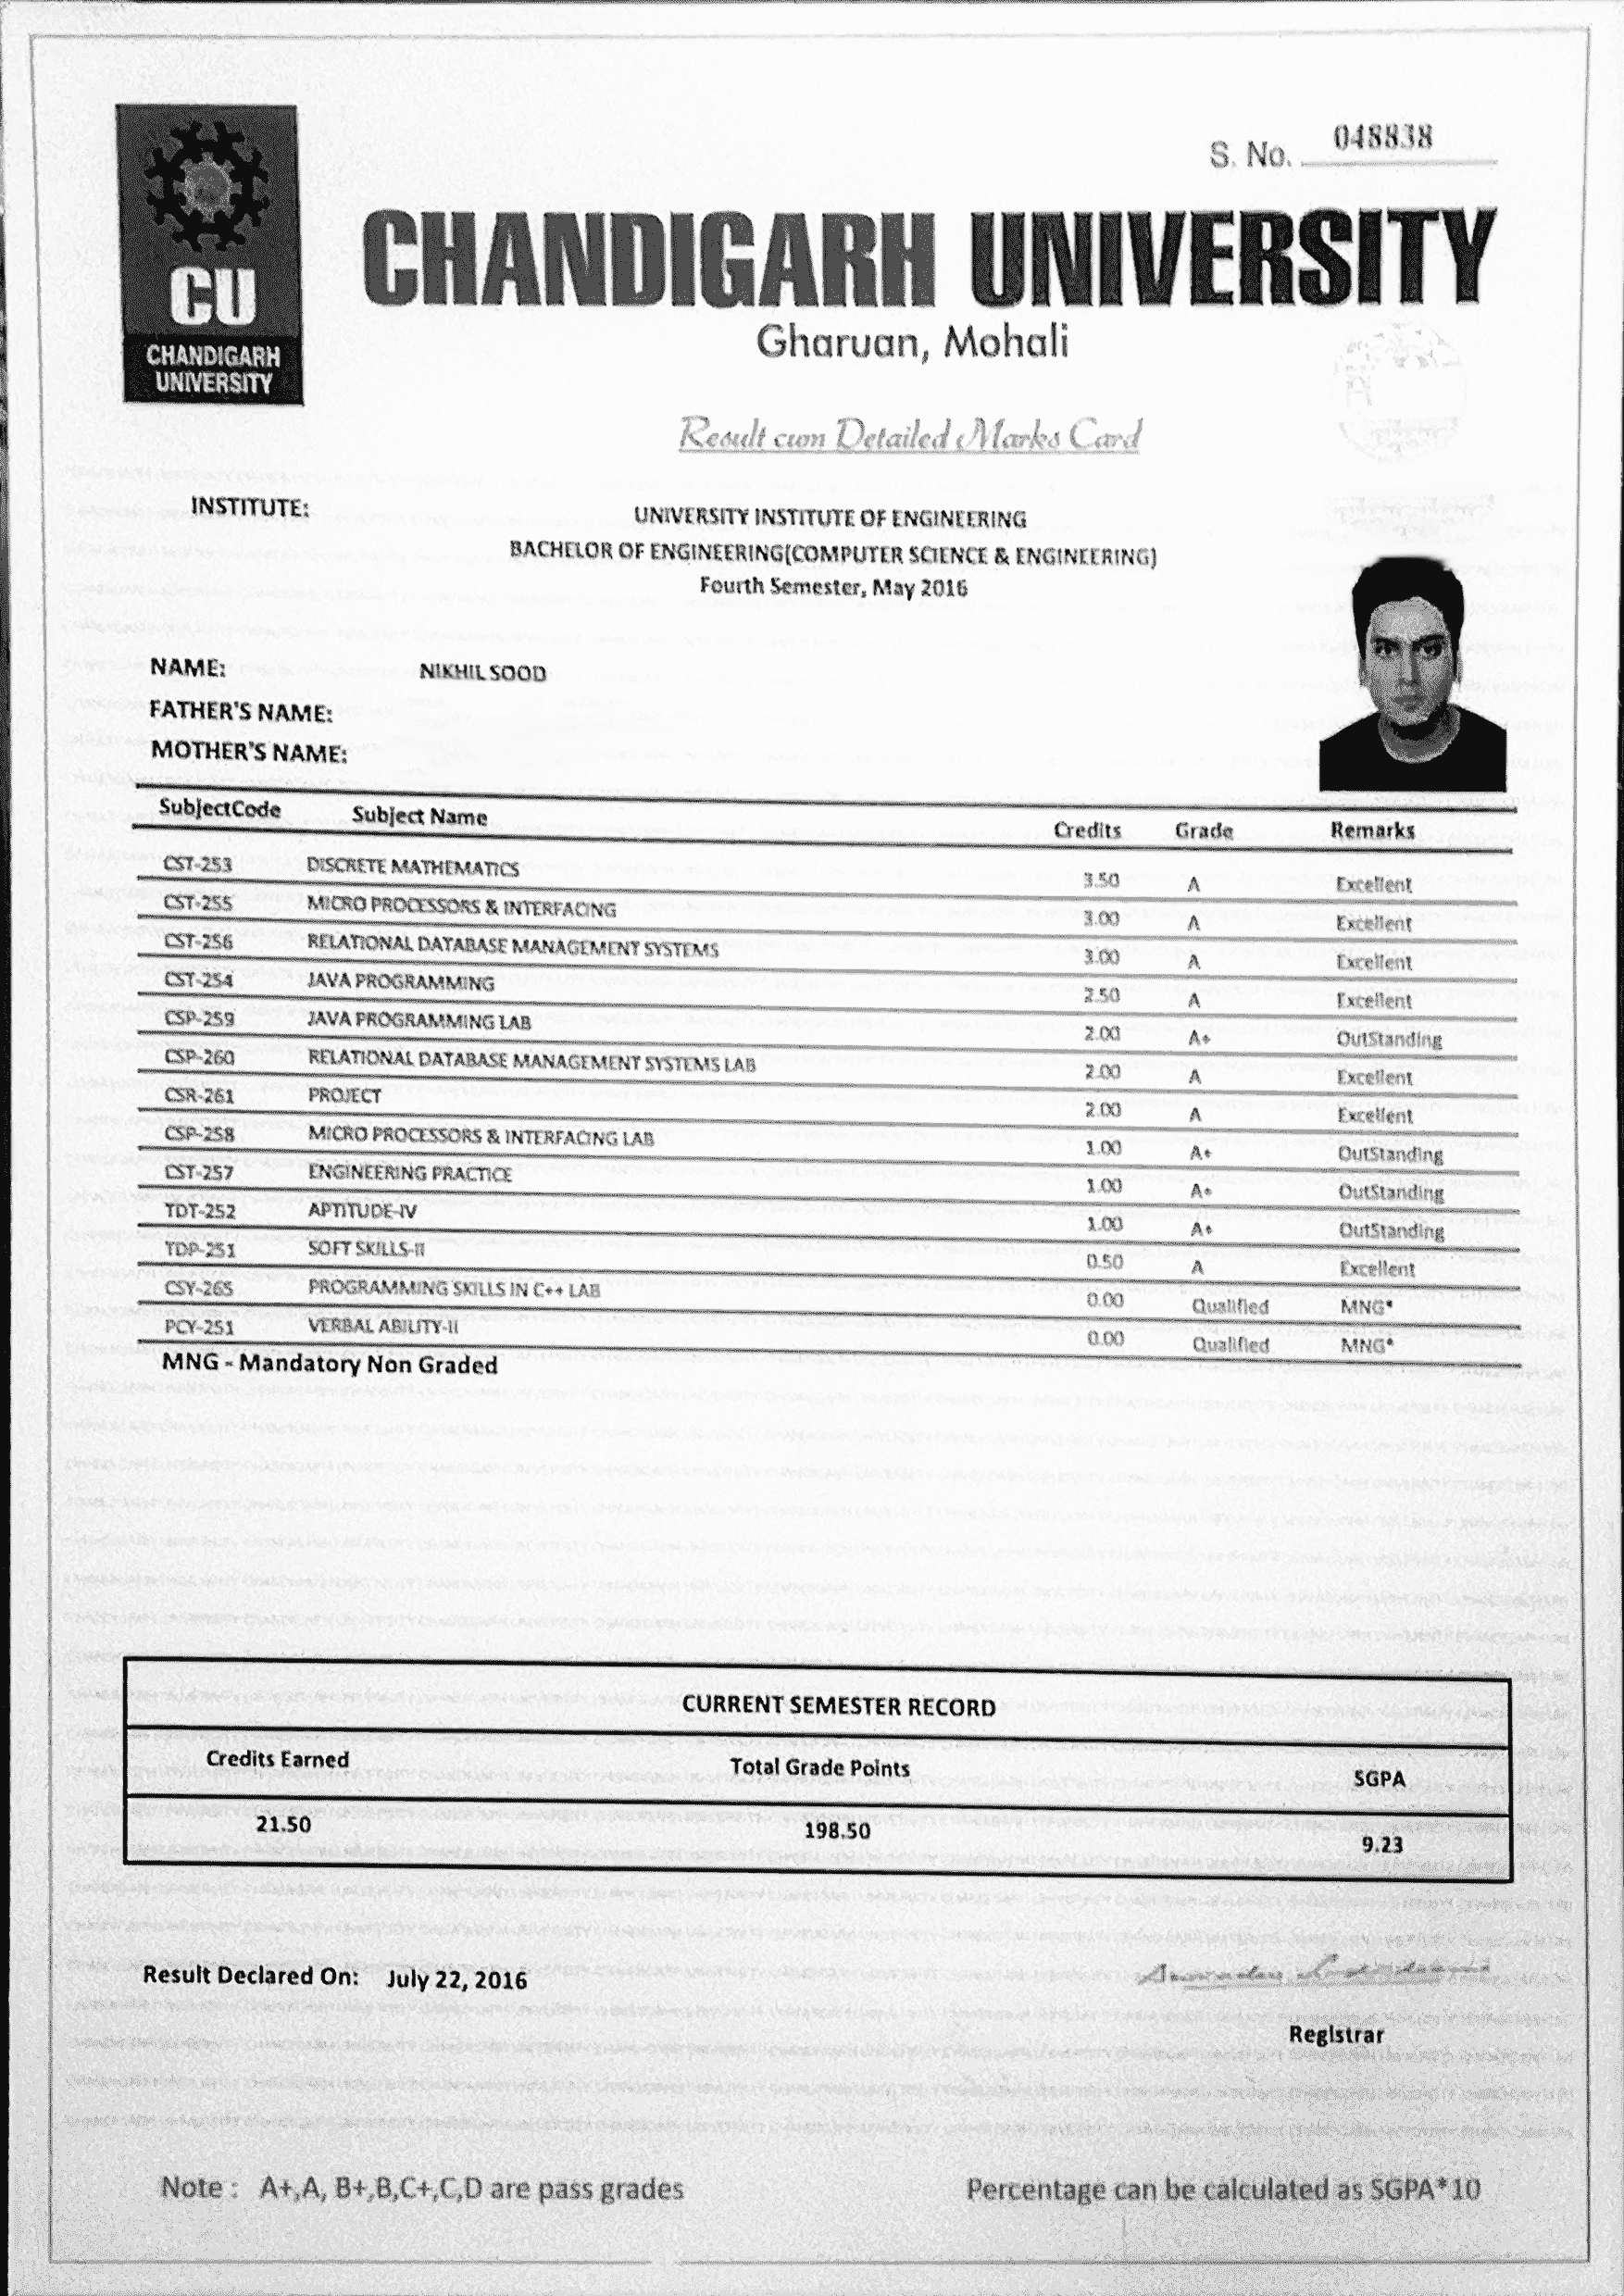 S. No. 048838
CU
CHANDIGARH
UNIVERSITY
CHANDIGARH UNIVERSITY
Gharuan, Mohali
Result cum Detailed Marks Card
INSTITUTE: UNIVERSITY INSTITUTE OF ENGINEERING
BACHELOR OF ENGINEERING(COMPUTER SCIENCE & ENGINEERING)
Fourth Semester, May 2016
NAME: NIKHIL SOOD
FATHER'S NAME:
MOTHER'S NAME:
SubjectCode Subject Name Credits Grade Remarks
CST-253 DISCRETE MATHEMATICS 3.50 A Excellent
CST-255 MICRO PROCESSORS & INTERFACING 3.00 A Excellent
CST-256 RELATIONAL DATABASE MANAGEMENT SYSTEMS 3.00 A Excellent
CST-254 JAVA PROGRAMMING 2.50 A Excellent
CSP-259 JAVA PROGRAMMING LAB 2.00 A+ OutStanding
CSP-260 RELATIONAL DATABASE MANAGEMENT SYSTEMS LAB 2.00 A Excellent
CSR-261 PROJECT 2.00 A Excellent
CSP-258 MICRO PROCESSORS & INTERFACING LAB 1.00 A+ OutStanding
CST-257 ENGINEERING PRACTICE 1.00 A+ OutStanding
TDT-252 APTITUDE-IV 1.00 A+ OutStanding
TDP-251 SOFT SKILLS-II 0.50 A Excellent
CSY-265 PROGRAMMING SKILLS IN C++ LAB 0.00 Qualified MNG*
PCY-251 VERBAL ABILITY-II 0.00 Qualified MNG*
MNG - Mandatory Non Graded
CURRENT SEMESTER RECORD
Credits Earned Total Grade Points SGPA
21.50 198.50 9.23
Result Declared On: July 22, 2016
Registrar
Note : A+,A, B+,B,C+,C,D are pass grades Percentage can be calculated as SGPA*10